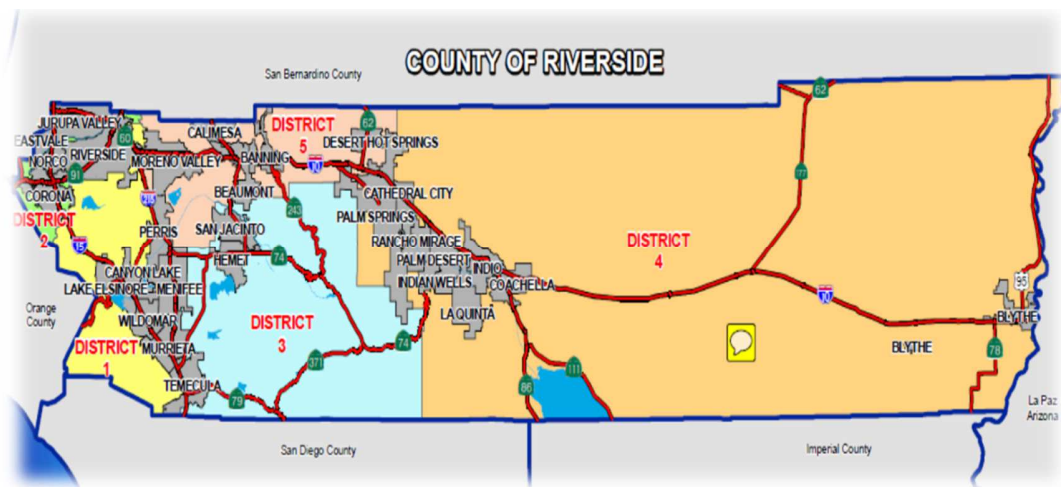 COUNTY OF RIVERSIDE
San Bernardino County
62
62
JURUPA VALLEY
60
CALIMESA
DISTRICT
5
EASTVALE
DESERT HOT SPRINGS
RIVERSIDE
NORCO
MORENO VALLEY
BANNING
10
91
177
CORONA
215
BEAUMONT
CATHEDRAL CITY
243
PALM SPRINGS
DISTRICT
2
PERRIS
SAN JACINTO
15
RANCHO MIRAGE
DISTRICT
4
HEMET
74
PALM DESERT
CANYON LAKE
INDIO
INDIAN WELLS
COACHELLA
95
LAKE ELSINORE
MENIFEE
10
Orange
County
LA QUINTA
BLYTHE
WILDOMAR
DISTRICT
3
74
BLYTHE
78
DISTRICT
1
MURRIETA
371
111
TEMECULA
86
79
La Paz
Arizona
San Diego County
Imperial County